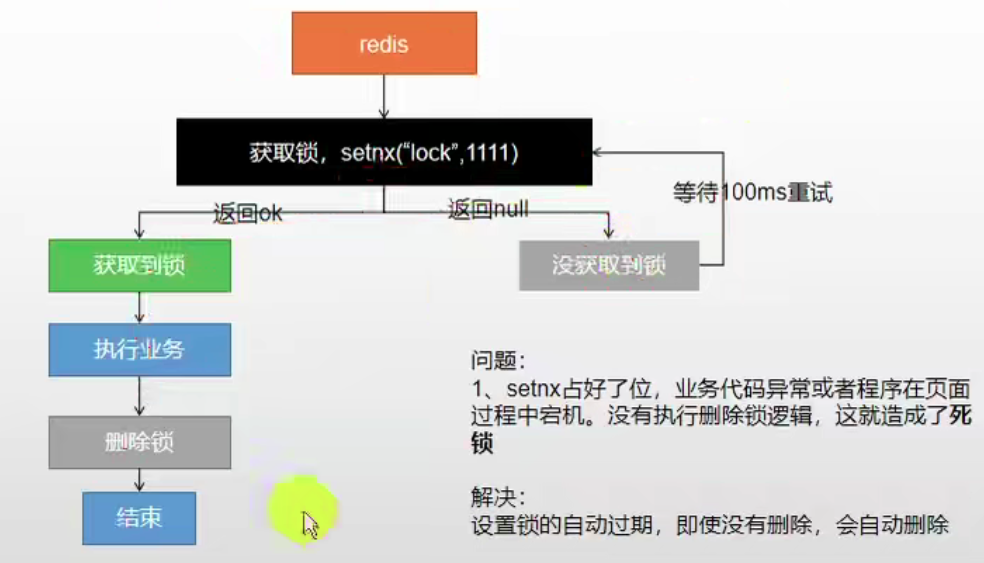 redis
获取锁，setnx(“lock”,1111)
等待100ms重试
返回ok
返回null
获取到锁
没获取到锁
执行业务
删除锁
结束
问题：
1、setnx占好了位，业务代码异常或者程序在页面
过程中宕机。没有执行删除锁逻辑，这就造成了死
锁
解决：
设置锁的自动过期，即使没有删除，会自动删除